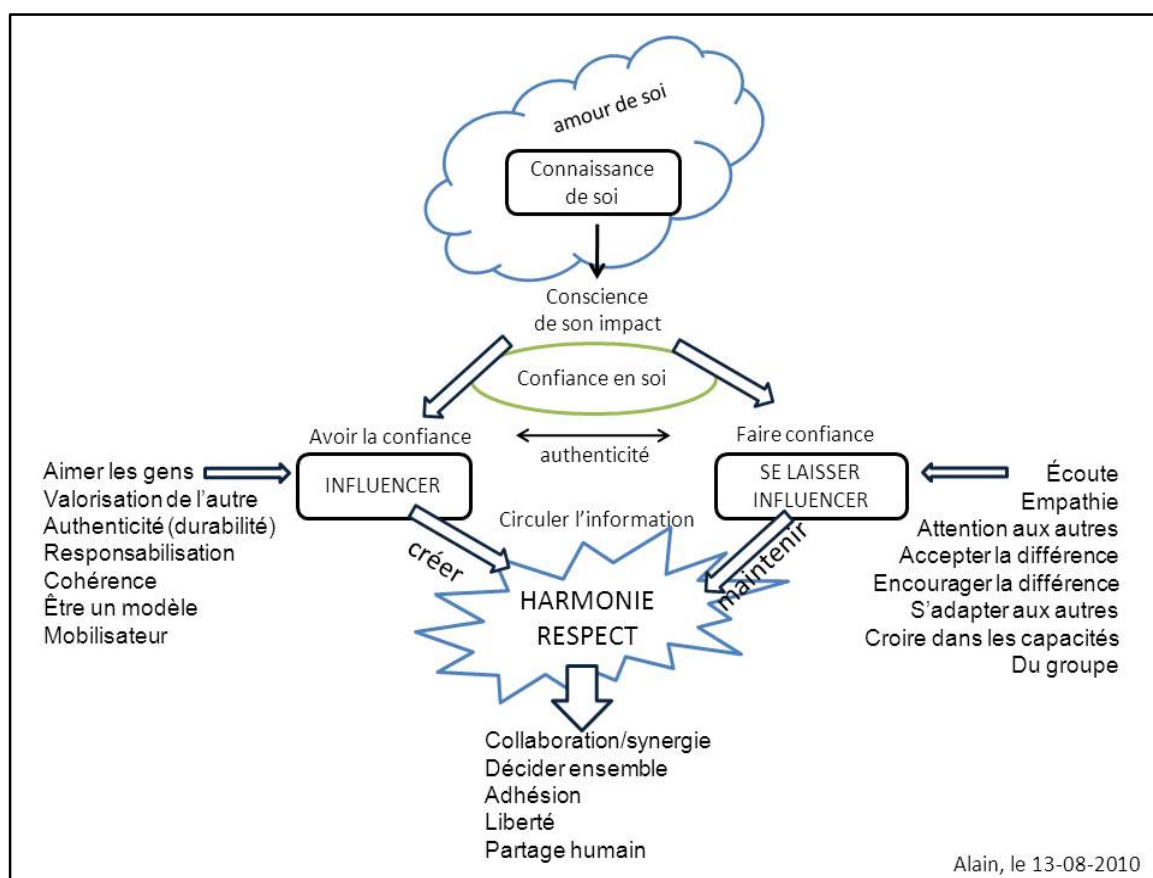 amour de soi
Connaissance
de soi
Conscience
de son impact
Confiance en soi
Avoir la confiance
authenticité
Faire confiance
INFLUENCER
SE LAISSER
INFLUENCER
Aimer les gens
Valorisation de l’autre
Authenticité (durabilité)
Responsabilisation
Cohérence
Être un modèle
Mobilisateur
Écoute
Empathie
Attention aux autres
Accepter la différence
Encourager la différence
S’adapter aux autres
Croire dans les capacités
Du groupe
Circuler l’information
créer
maintenir
HARMONIE
RESPECT
Collaboration/synergie
Décider ensemble
Adhésion
Liberté
Partage humain
Alain, le 13-08-2010